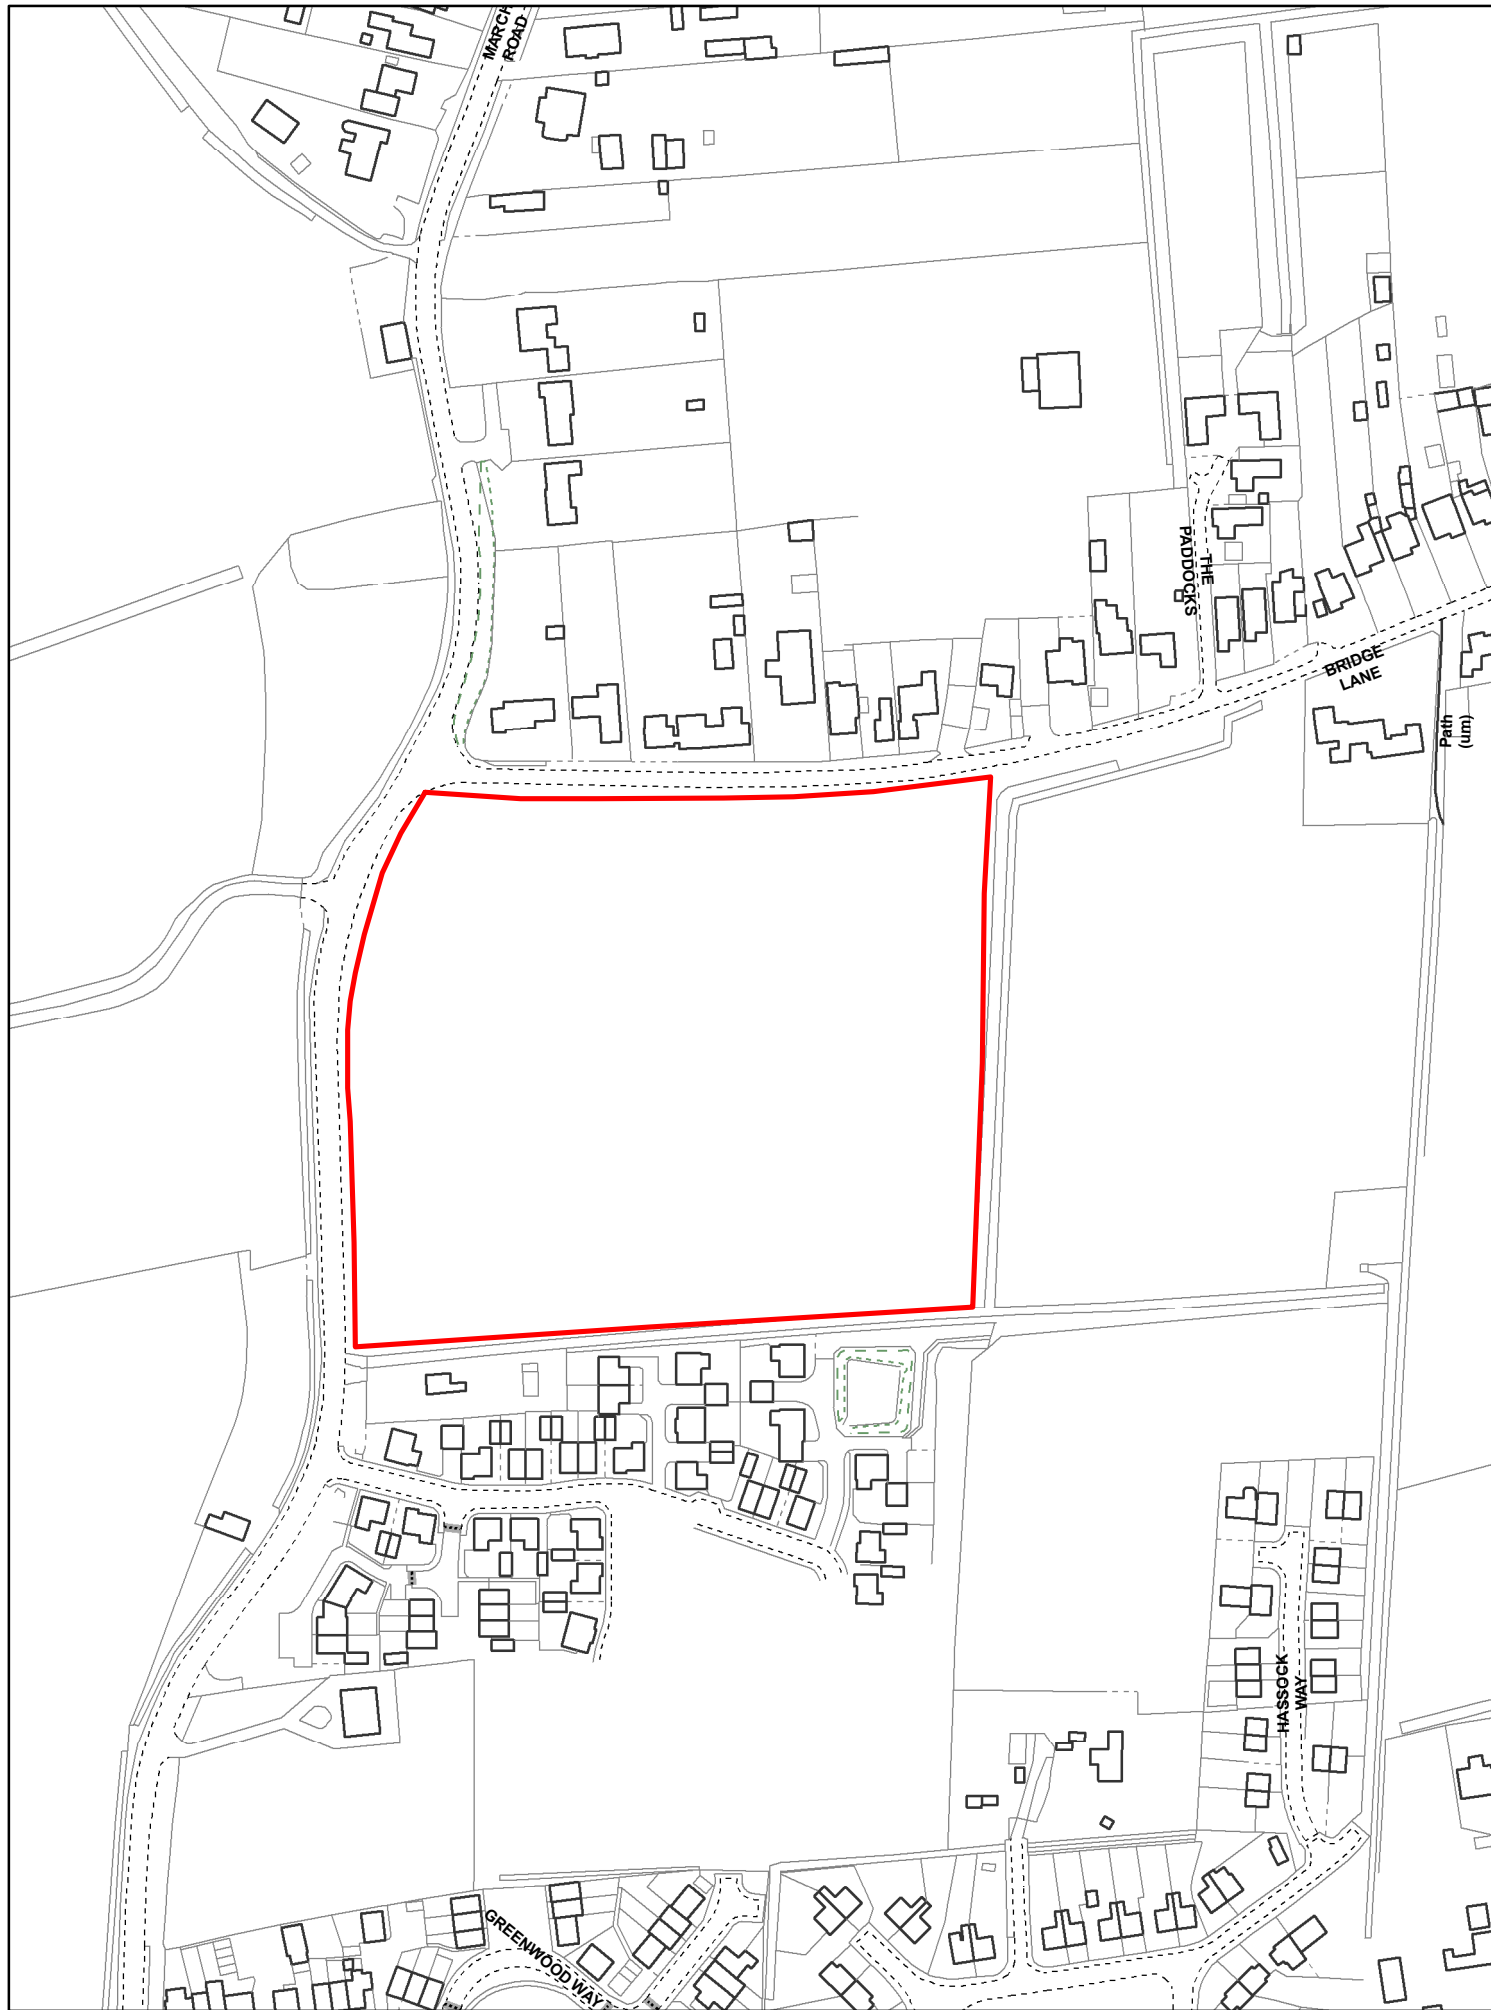 MARCH
ROAD
THE
PADDOCKS
BRIDGE
LANE
Path
(um)
HASSOCK
WAY
GREENWOOD WAY